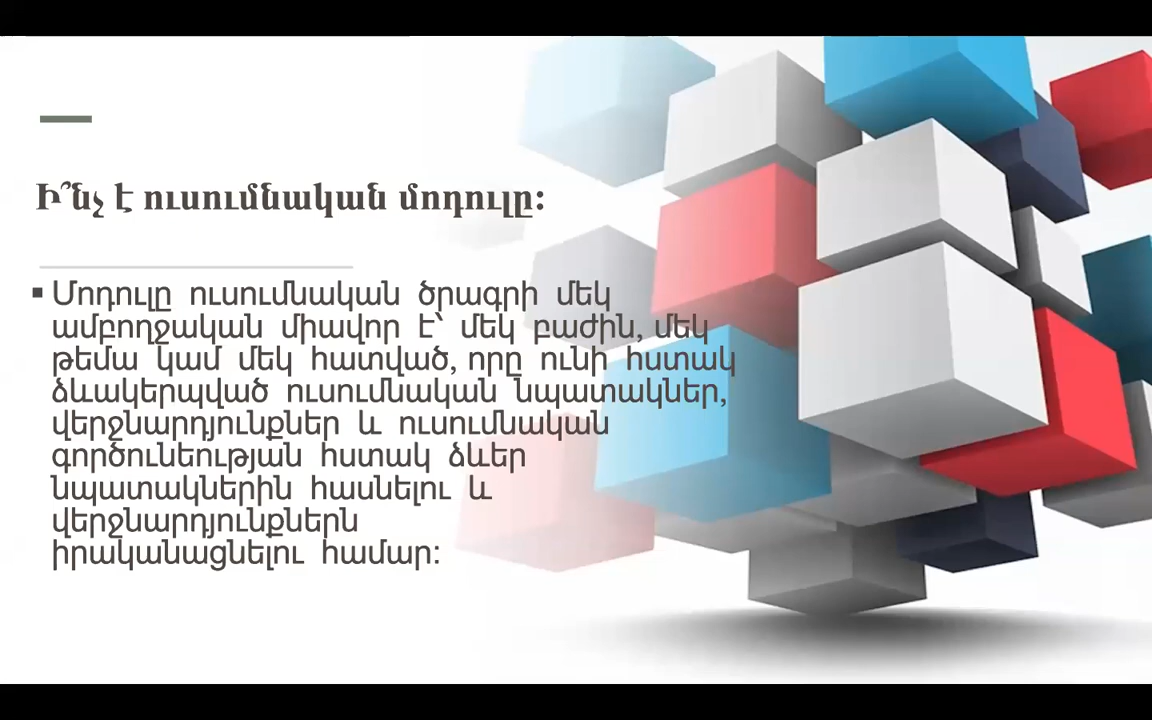 Ի՞նչ է ուսումնական մոդուլը:
▪ Մոդուլը ուսումնական ծրագրի մեկ
ամբողջական միավոր է՝ մեկ բաժին, մեկ
թեմա կամ մեկ հատված, որը ունի հստակ
ձևակերպված ուսումնական նպատակներ,
վերջնարդյունքներ և ուսումնական
գործունեության հստակ ձևեր
նպատակներին հասնելու և
վերջնարդյունքներն
իրականացնելու համար: